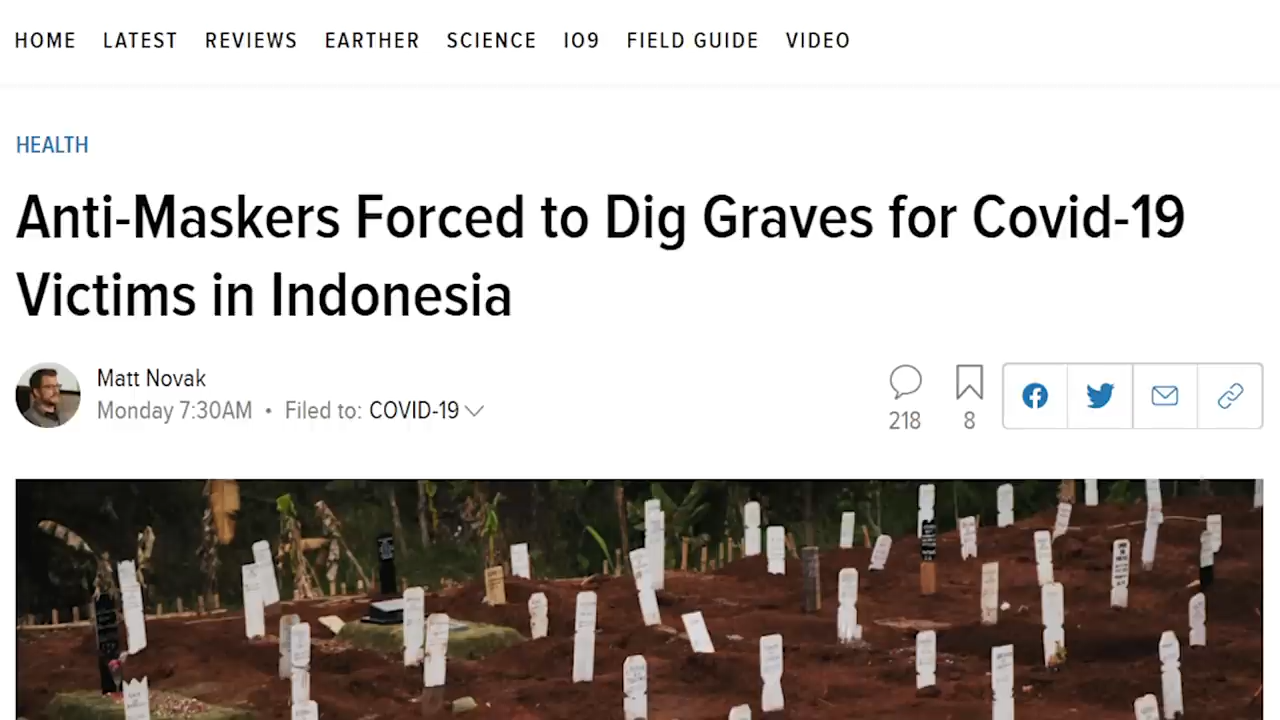 HOME LATEST REVIEWS EARTHER SCIENCE IO9 FIELD GUIDE VIDEO
HEALTH
Anti-Maskers Forced to Dig Graves for Covid-19
Victims in Indonesia
Matt Novak
Monday 7:30AM • Filed to: COVID-19
218 8